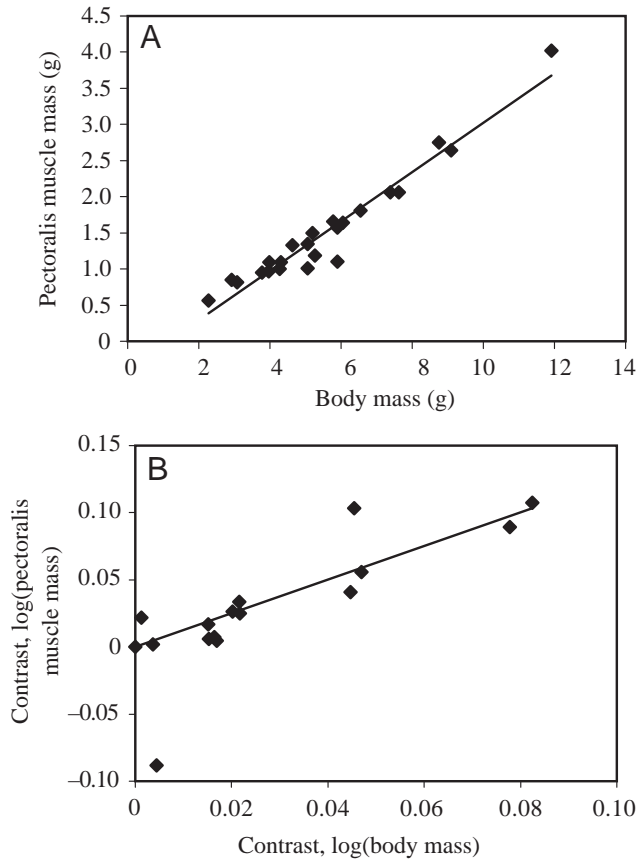 A
4.5
4.0
3.5
3.0
2.5
2.0
1.5
1.0
0.5
0
Pectoralis muscle mass (g)
0 2 4 6 8 10 12 14
Body mass (g)
B
0.15
0.10
0.05
0
–0.05
–0.10
Contrast, log(pectoralis
muscle mass)
0 0.02 0.04 0.06 0.08 0.10
Contrast, log(body mass)